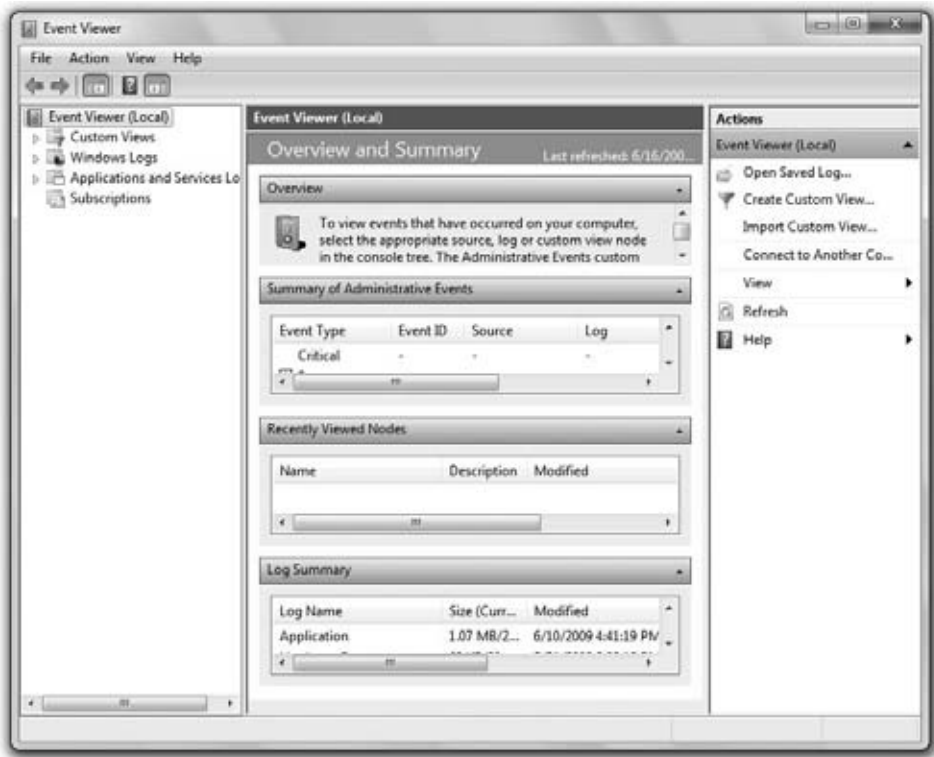 Event Viewer
File Action View Help
Event Viewer (Local)
Custom Views
Windows Logs
Applications and Services Lo
Subscriptions
Event Viewer (Local)
Overview and Summary
Last refreshed: 6/16/200...
Overview
To view events that have occurred on your computer,
select the appropriate source, log or custom view node
in the console tree. The Administrative Events custom
Summary of Administrative Events
Event Type Event ID Source Log
Critical - - -
Recently Viewed Nodes
Name Description Modified
Log Summary
Log Name Size (Curr... Modified
Application 1.07 MB/2... 6/10/2009 4:41:19 PM
Actions
Event Viewer (Local)
Open Saved Log...
Create Custom View...
Import Custom View...
Connect to Another Co...
View
Refresh
Help